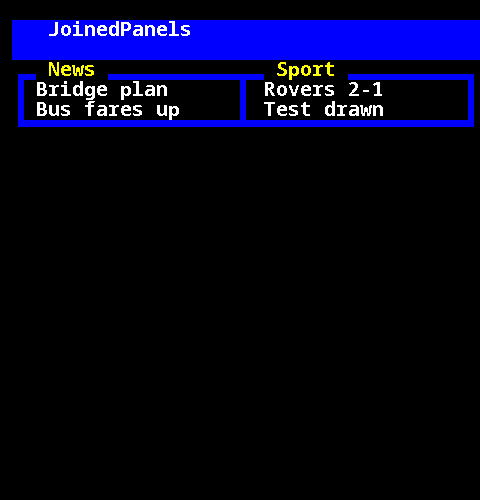 JoinedPanels
News
Bridge plan
Bus fares up
Sport
Rovers 2-1
Test drawn